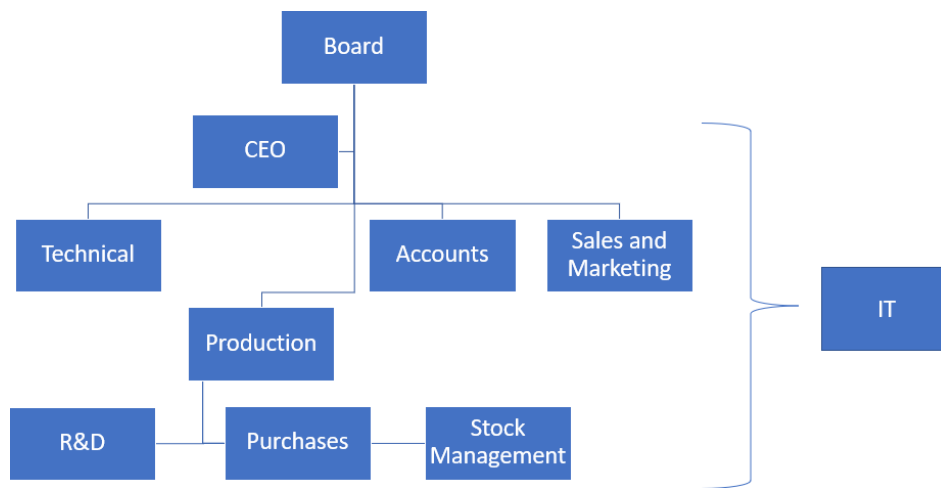 Board
CEO
Technical
Accounts
Sales and
Marketing
IT
Production
R&D
Purchases
Stock
Management